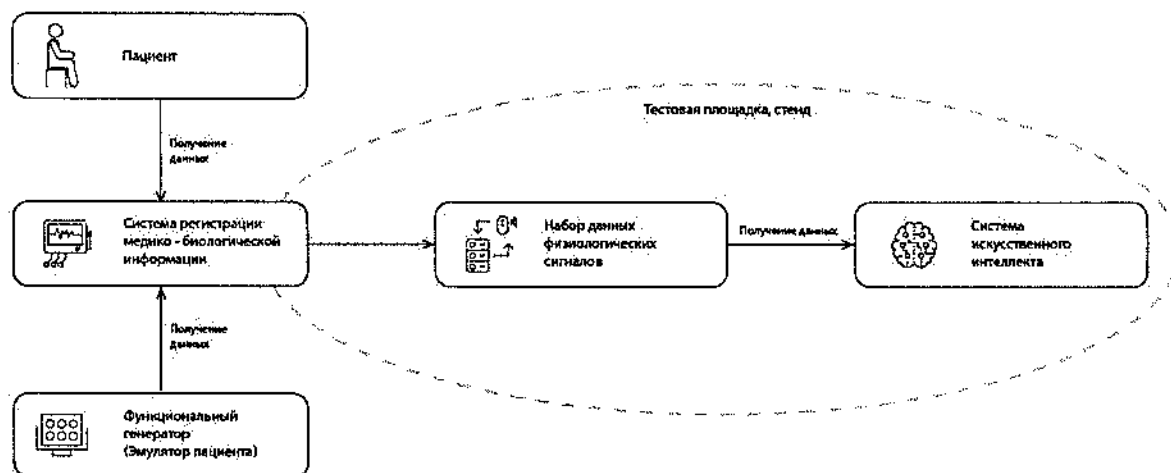 Пациент
Тестовая площадка, стенд
Получение
данных
Система регистрации
медико - биологической
информации
Набор данных
физиологических
сигналов
Получение данных
Система
искусственного
интеллекта
Получение
данных
Функциональный
генератор
(Эмулятор пациента)